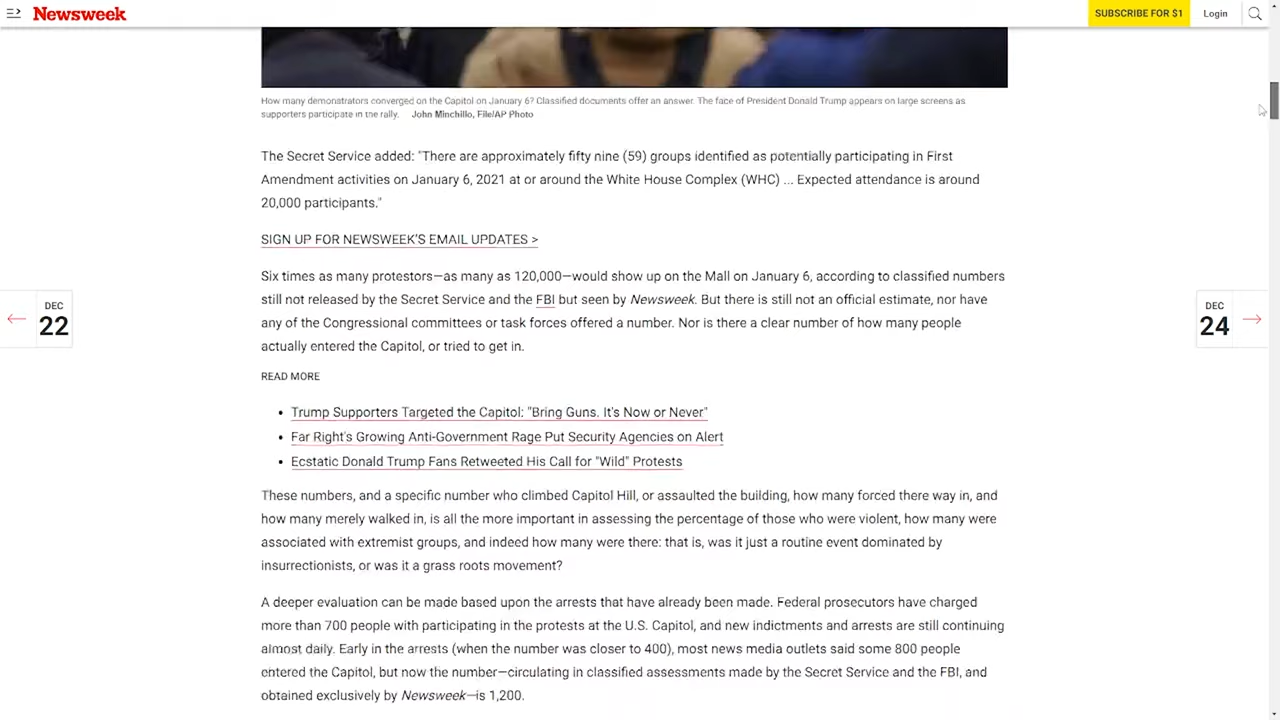 Newsweek
SUBSCRIBE FOR $1
Login
How many demonstrators converged on the Capitol on January 6? Classified documents offer an answer. The face of President Donald Trump appears on large screens as
supporters participate in the rally. John Minchillo, File/AP Photo
The Secret Service added: "There are approximately fifty nine (59) groups identified as potentially participating in First
Amendment activities on January 6, 2021 at or around the White House Complex (WHC) ... Expected attendance is around
20,000 participants."
SIGN UP FOR NEWSWEEK'S EMAIL UPDATES >
Six times as many protestors—as many as 120,000—would show up on the Mall on January 6, according to classified numbers
still not released by the Secret Service and the FBI but seen by Newsweek. But there is still not an official estimate, nor have
any of the Congressional committees or task forces offered a number. Nor is there a clear number of how many people
actually entered the Capitol, or tried to get in.
DEC
22
DEC
24
READ MORE
• Trump Supporters Targeted the Capitol: "Bring Guns. It's Now or Never"
• Far Right's Growing Anti-Government Rage Put Security Agencies on Alert
• Ecstatic Donald Trump Fans Retweeted His Call for "Wild" Protests
These numbers, and a specific number who climbed Capitol Hill, or assaulted the building, how many forced there way in, and
how many merely walked in, is all the more important in assessing the percentage of those who were violent, how many were
associated with extremist groups, and indeed how many were there: that is, was it just a routine event dominated by
insurrectionists, or was it a grass roots movement?
A deeper evaluation can be made based upon the arrests that have already been made. Federal prosecutors have charged
more than 700 people with participating in the protests at the U.S. Capitol, and new indictments and arrests are still continuing
almost daily. Early in the arrests (when the number was closer to 400), most news media outlets said some 800 people
entered the Capitol, but now the number—circulating in classified assessments made by the Secret Service and the FBI, and
obtained exclusively by Newsweek—is 1,200.